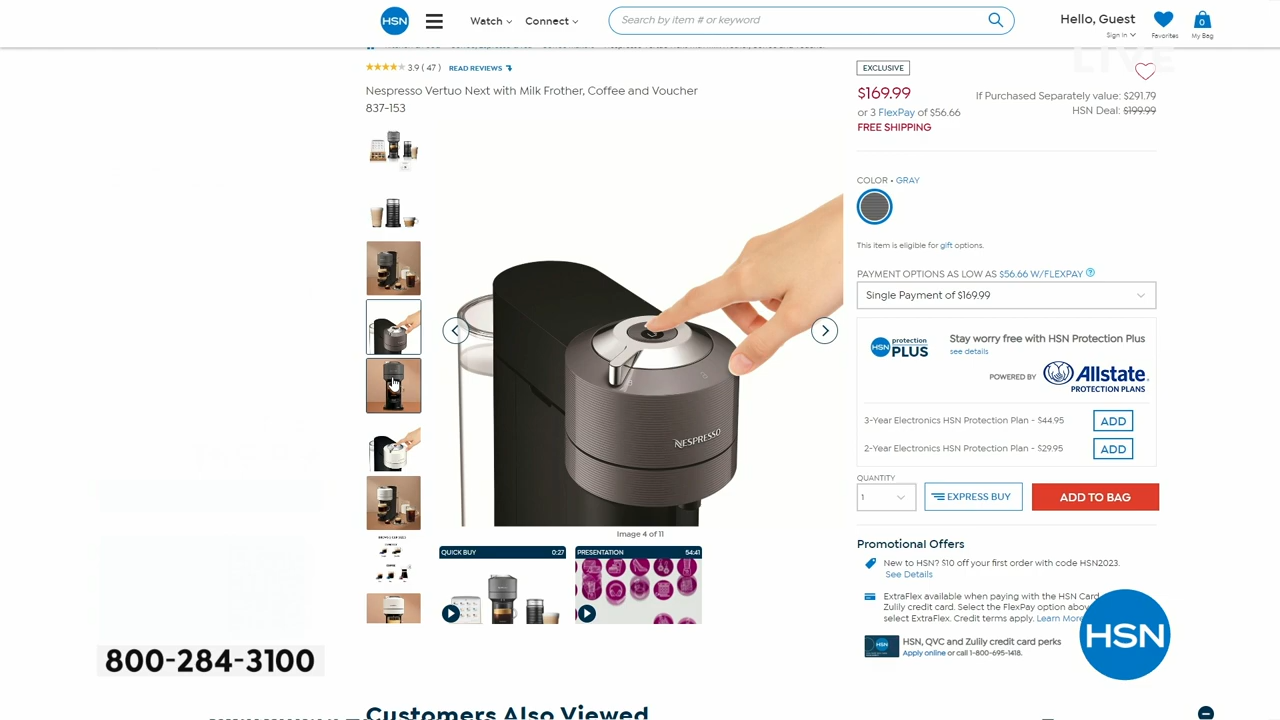 HSN
Watch
Connect
Search by item # or keyword
Hello, Guest
Sign In
Favorites
0
My Bag
LIVE
3.9 ( 47 )
READ REVIEWS
Nespresso Vertuo Next with Milk Frother, Coffee and Voucher
837-153
EXCLUSIVE
$169.99
If Purchased Separately value: $291.79
or 3 FlexPay of $56.66
HSN Deal: $199.99
FREE SHIPPING
COLOR • GRAY
This item is eligible for gift options.
PAYMENT OPTIONS AS LOW AS $56.66 W/FLEXPAY
Single Payment of $169.99
HSN protection PLUS
Stay worry free with HSN Protection Plus
see details
POWERED BY Allstate
PROTECTION PLANS
3-Year Electronics HSN Protection Plan - $44.95
ADD
2-Year Electronics HSN Protection Plan - $29.95
ADD
QUANTITY
1
EXPRESS BUY
ADD TO BAG
NESPRESSO
Image 4 of 11
QUICK BUY
0:27
PRESENTATION
54:41
Promotional Offers
New to HSN? $10 off your first order with code HSN2023.
See Details
ExtraFlex available when paying with the HSN Card
Zulily credit card. Select the FlexPay option above
select ExtraFlex. Credit terms apply. Learn More
HSN, QVC and Zulily credit card perks
Apply online or call 1-800-695-1418.
HSN
800-284-3100
Customers Also Viewed